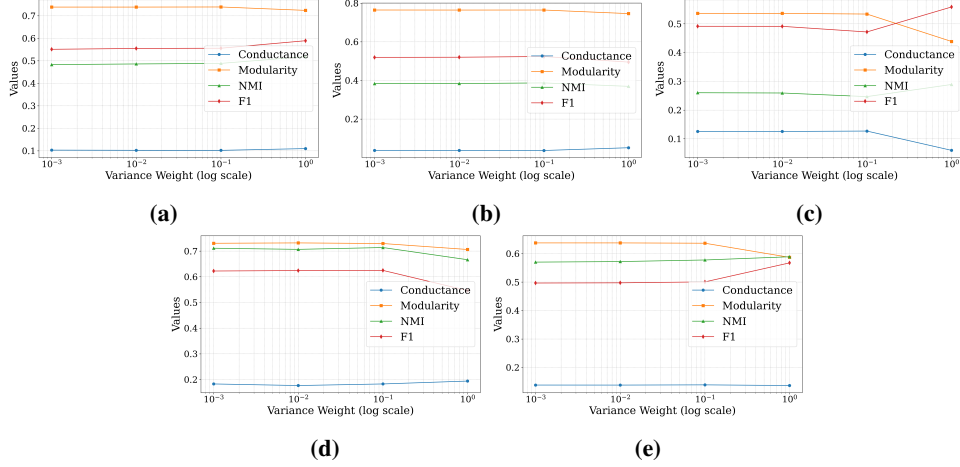 0.7
0.6
0.5
0.4
0.3
0.2
0.1
Values
Conductance
Modularity
NMI
F1
10⁻³ 10⁻² 10⁻¹ 10⁰
Variance Weight (log scale)
(a)
0.8
0.6
0.4
0.2
Values
Conductance
Modularity
NMI
F1
10⁻³ 10⁻² 10⁻¹ 10⁰
Variance Weight (log scale)
(b)
0.5
0.4
0.3
0.2
0.1
Values
Conductance
Modularity
NMI
F1
10⁻³ 10⁻² 10⁻¹ 10⁰
Variance Weight (log scale)
(c)
0.7
0.6
0.5
0.4
0.3
0.2
Values
Conductance
Modularity
NMI
F1
10⁻³ 10⁻² 10⁻¹ 10⁰
Variance Weight (log scale)
(d)
0.6
0.5
0.4
0.3
0.2
Values
Conductance
Modularity
NMI
F1
10⁻³ 10⁻² 10⁻¹ 10⁰
Variance Weight (log scale)
(e)